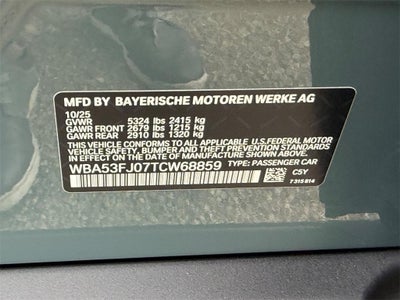 MFD BY BAYERISCHE MOTOREN WERKE AG
10/25
GVWR 5324 lbs 2415 kg
GAWR FRONT 2679 lbs 1215 kg
GAWR REAR 2910 lbs 1320 kg
THIS VEHICLE CONFORMS TO ALL APPLICABLE U.S.FEDERAL MOTOR
VEHICLE SAFETY, BUMPER, AND THEFT PREVENTION STANDARDS
IN EFFECT ON THE DATE OF MANUFACTURE SHOWN ABOVE.
WBA53FJ07TCW68859 TYPE: PASSENGER CAR
C5Y
7 315 814